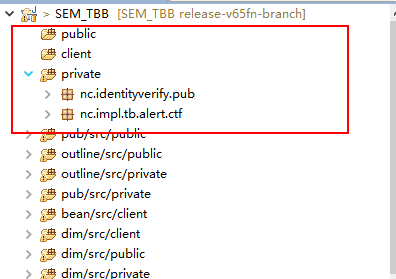 > SEM_TBB [SEM_TBB release-v65fn-branch]
public
client
private
nc.identityverify.pub
nc.impl.tb.alert.ctf
pub/src/public
outline/src/public
outline/src/private
pub/src/private
bean/src/client
dim/src/client
dim/src/public
dim/src/private